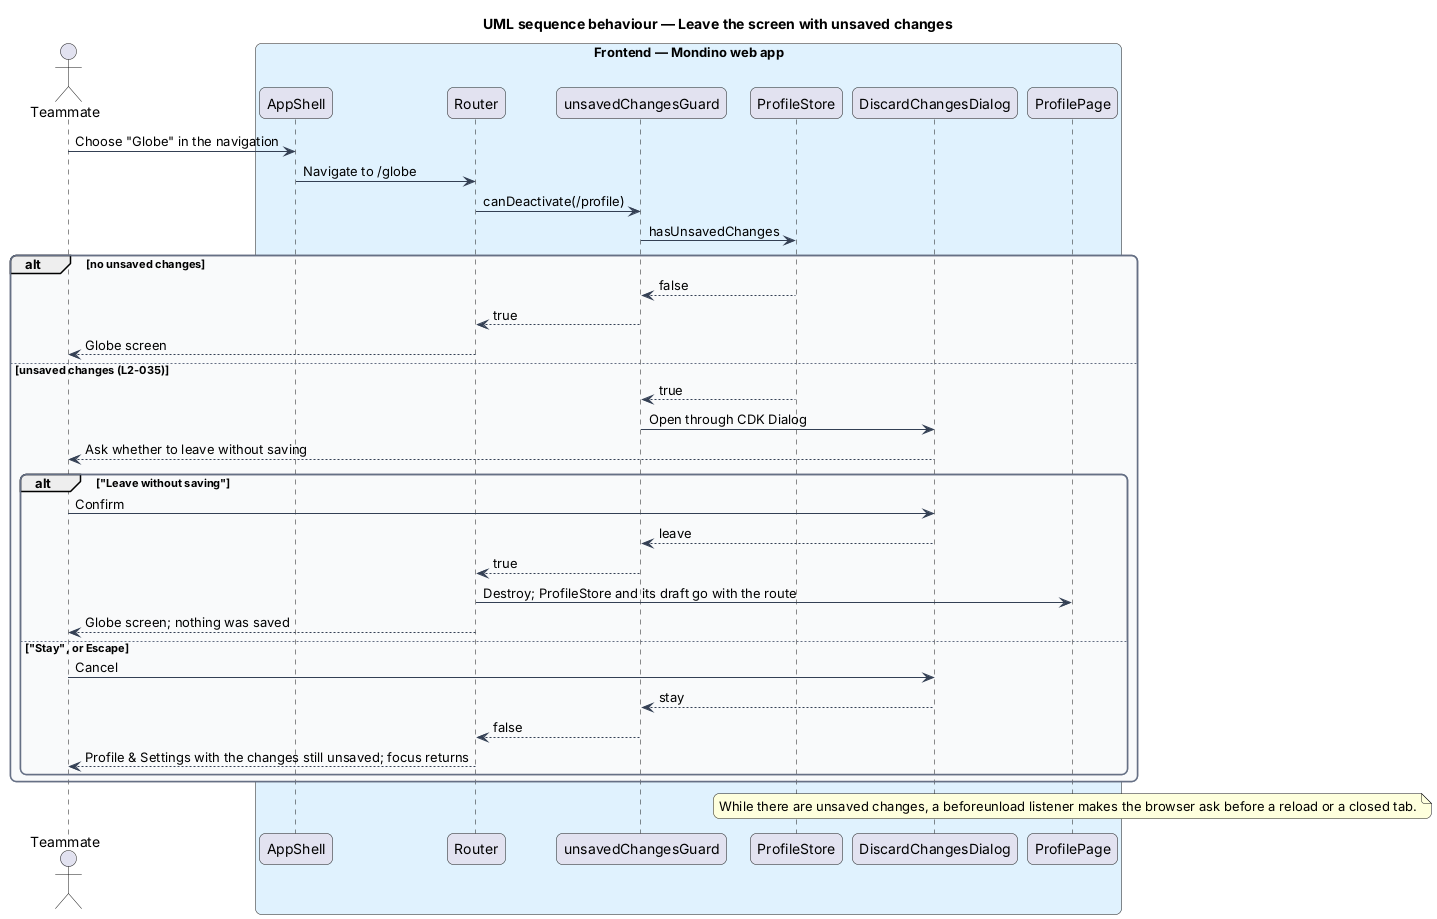 UML sequence behaviour — Leave the screen with unsaved changes
Frontend — Mondino web app
Teammate
AppShell
Router
unsavedChangesGuard
ProfileStore
DiscardChangesDialog
ProfilePage
Choose "Globe" in the navigation
Navigate to /globe
canDeactivate(/profile)
hasUnsavedChanges
alt
[no unsaved changes]
false
true
Globe screen
[unsaved changes (L2-035)]
true
Open through CDK Dialog
Ask whether to leave without saving
alt
["Leave without saving"]
Confirm
leave
true
Destroy; ProfileStore and its draft go with the route
Globe screen; nothing was saved
["Stay", or Escape]
Cancel
stay
false
Profile & Settings with the changes still unsaved; focus returns
While there are unsaved changes, a beforeunload listener makes the browser ask before a reload or a closed tab.
Teammate
AppShell
Router
unsavedChangesGuard
ProfileStore
DiscardChangesDialog
ProfilePage